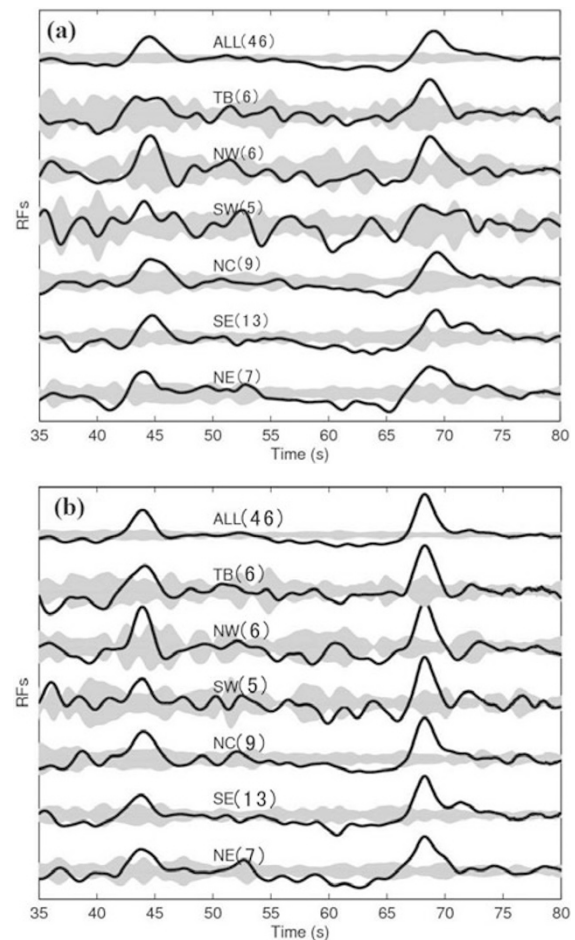 (a)
ALL(46)
TB(6)
NW(6)
SW(5)
NC(9)
SE(13)
NE(7)
RFs
35 40 45 50 55 60 65 70 75 80
Time (s)
(b)
ALL(46)
TB(6)
NW(6)
SW(5)
NC(9)
SE(13)
NE(7)
RFs
35 40 45 50 55 60 65 70 75 80
Time (s)